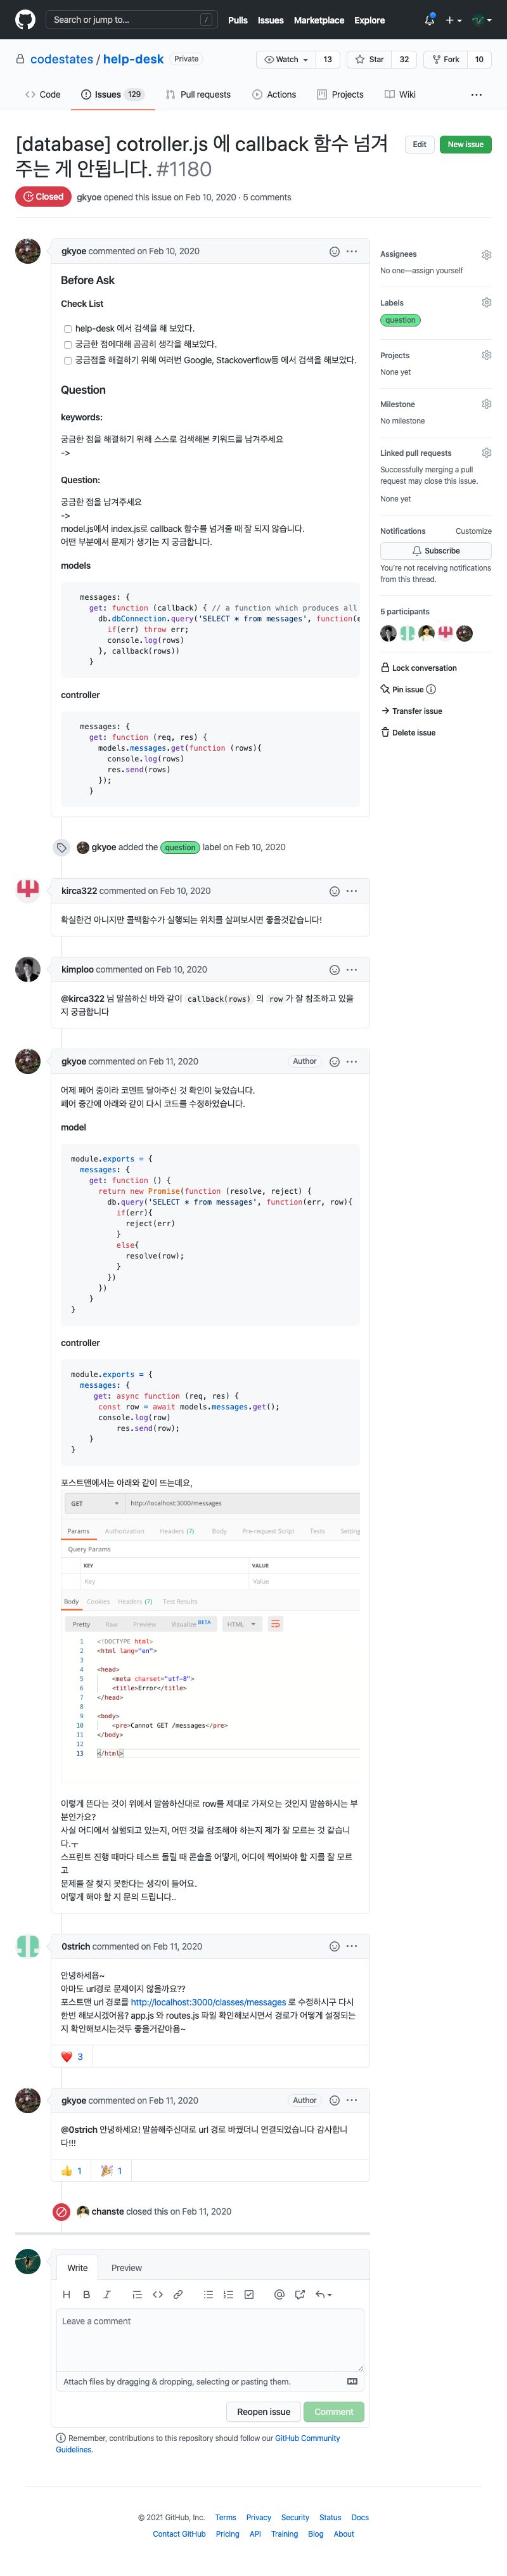 Search or jump to...
/
Pulls Issues Marketplace Explore
codestates / help-desk Private
Watch 13 Star 32 Fork 10
Code Issues 129 Pull requests Actions Projects Wiki
[database] cotroller.js 에 callback 함수 넘겨
주는 게 안됩니다. #1180
Edit New issue
Closed gkyoe opened this issue on Feb 10, 2020 · 5 comments
gkyoe commented on Feb 10, 2020
Before Ask
Check List
help-desk 에서 검색을 해 보았다.
궁금한 점에대해 곰곰히 생각을 해보았다.
궁금점을 해결하기 위해 여러번 Google, Stackoverflow등 에서 검색을 해보았다.
Question
keywords:
궁금한 점을 해결하기 위해 스스로 검색해본 키워드를 남겨주세요
->
Question:
궁금한 점을 남겨주세요
->
model.js에서 index.js로 callback 함수를 넘겨줄 때 잘 되지 않습니다.
어떤 부분에서 문제가 생기는 지 궁금합니다.
models
messages: {
get: function (callback) { // a function which produces all
db.dbConnection.query('SELECT * from messages', function(e
if(err) throw err;
console.log(rows)
}, callback(rows))
}
controller
messages: {
get: function (req, res) {
models.messages.get(function (rows){
console.log(rows)
res.send(rows)
});
}
Assignees
No one—assign yourself
Labels
question
Projects
None yet
Milestone
No milestone
Linked pull requests
Successfully merging a pull
request may close this issue.
None yet
Notifications Customize
Subscribe
You're not receiving notifications
from this thread.
5 participants
Lock conversation
Pin issue
Transfer issue
Delete issue
gkyoe added the question label on Feb 10, 2020
kirca322 commented on Feb 10, 2020
확실한건 아니지만 콜백함수가 실행되는 위치를 살펴보시면 좋을것같습니다!
kimploo commented on Feb 10, 2020
@kirca322 님 말씀하신 바와 같이 callback(rows) 의 row 가 잘 참조하고 있을
지 궁금합니다
gkyoe commented on Feb 11, 2020 Author
어제 페어 중이라 코멘트 달아주신 것 확인이 늦었습니다.
페어 중간에 아래와 같이 다시 코드를 수정하였습니다.
model
module.exports = {
messages: {
get: function () {
return new Promise(function (resolve, reject) {
db.query('SELECT * from messages', function(err, row){
if(err){
reject(err)
}
else{
resolve(row);
}
})
})
}
}
controller
module.exports = {
messages: {
get: async function (req, res) {
const row = await models.messages.get();
console.log(row)
res.send(row);
}
}
포스트맨에서는 아래와 같이 뜨는데요,
GET http://localhost:3000/messages
Params Authorization Headers (7) Body Pre-request Script Tests Setting
Query Params
KEY VALUE
Key Value
Body Cookies Headers (7) Test Results
Pretty Raw Preview Visualize BETA HTML
1 <!DOCTYPE html>
2 <html lang="en">
3
4 <head>
5 <meta charset="utf-8">
6 <title>Error</title>
7 </head>
8
9 <body>
10 <pre>Cannot GET /messages</pre>
11 </body>
12
13 </html>
이렇게 뜬다는 것이 위에서 말씀하신대로 row를 제대로 가져오는 것인지 말씀하시는 부
분인가요?
사실 어디에서 실행되고 있는지, 어떤 것을 참조해야 하는지 제가 잘 모르는 것 같습니
다.ㅜ
스프린트 진행 때마다 테스트 돌릴 때 콘솔을 어떻게, 어디에 찍어봐야 할 지를 잘 모르
고
문제를 잘 찾지 못한다는 생각이 들어요.
어떻게 해야 할 지 문의 드립니다..
0strich commented on Feb 11, 2020
안녕하세욤~
아마도 url경로 문제이지 않을까요??
포스트맨 url 경로를 http://localhost:3000/classes/messages 로 수정하시구 다시
한번 해보시겠어욤? app.js 와 routes.js 파일 확인해보시면서 경로가 어떻게 설정되는
지 확인해보시는것두 좋을거같아욤~
3
gkyoe commented on Feb 11, 2020 Author
@0strich 안녕하세요! 말씀해주신대로 url 경로 바꿨더니 연결되었습니다 감사합니
다!!!
1 1
chanste closed this on Feb 11, 2020
Write Preview
Leave a comment
Attach files by dragging & dropping, selecting or pasting them.
Reopen issue Comment
Remember, contributions to this repository should follow our GitHub Community
Guidelines.
© 2021 GitHub, Inc. Terms Privacy Security Status Docs
Contact GitHub Pricing API Training Blog About